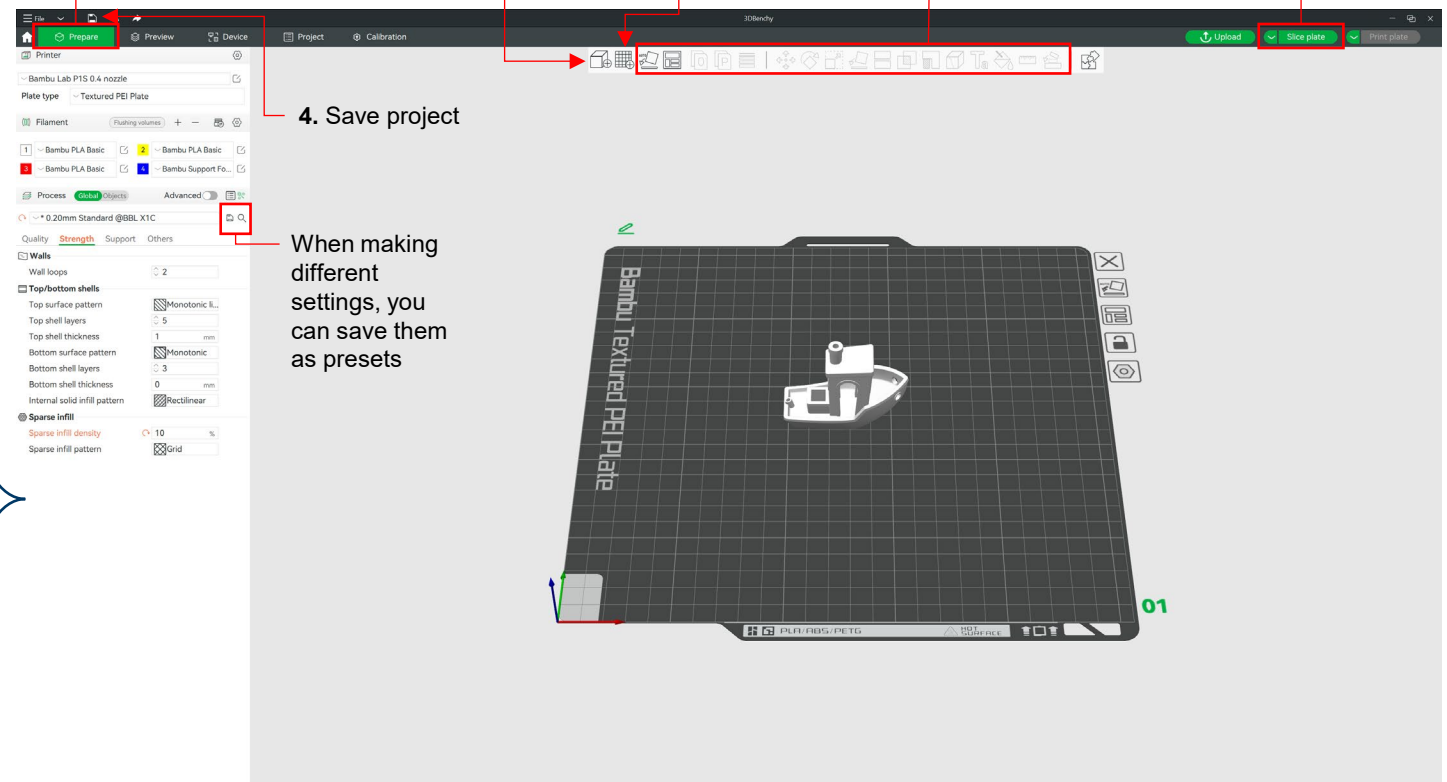 File
3DBenchy
Prepare
Preview
Device
Project
Calibration
Upload
Slice plate
Print plate
Printer
Bambu Lab P1S 0.4 nozzle
Plate type Textured PEI Plate
Filament Flushing volumes + −
1 Bambu PLA Basic 2 Bambu PLA Basic
3 Bambu PLA Basic 4 Bambu Support Fo...
Process Global Objects Advanced
* 0.20mm Standard @BBL X1C
Quality Strength Support Others
Walls
Wall loops 2
Top/bottom shells
Top surface pattern Monotonic li...
Top shell layers 5
Top shell thickness 1 mm
Bottom surface pattern Monotonic
Bottom shell layers 3
Bottom shell thickness 0 mm
Internal solid infill pattern Rectilinear
Sparse infill
Sparse infill density 10 %
Sparse infill pattern Grid
4. Save project
When making
different
settings, you
can save them
as presets
Bambu Textured PEI Plate
01
PLA/ABS/PETG
HOT
SURFACE